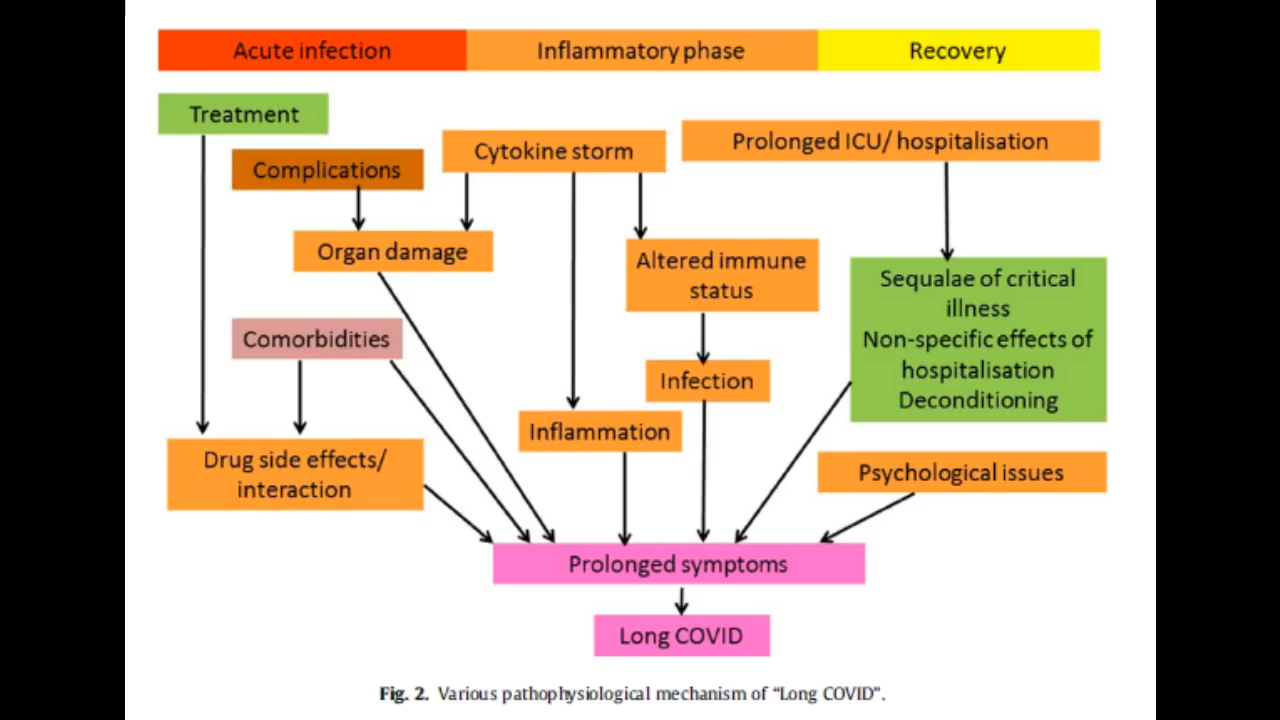 Acute infection
Inflammatory phase
Recovery
Treatment
Complications
Cytokine storm
Prolonged ICU/ hospitalisation
Organ damage
Altered immune
status
Sequalae of critical
illness
Non-specific effects of
hospitalisation
Deconditioning
Comorbidities
Infection
Inflammation
Drug side effects/
interaction
Psychological issues
Prolonged symptoms
Long COVID
Fig. 2. Various pathophysiological mechanism of “Long COVID”.